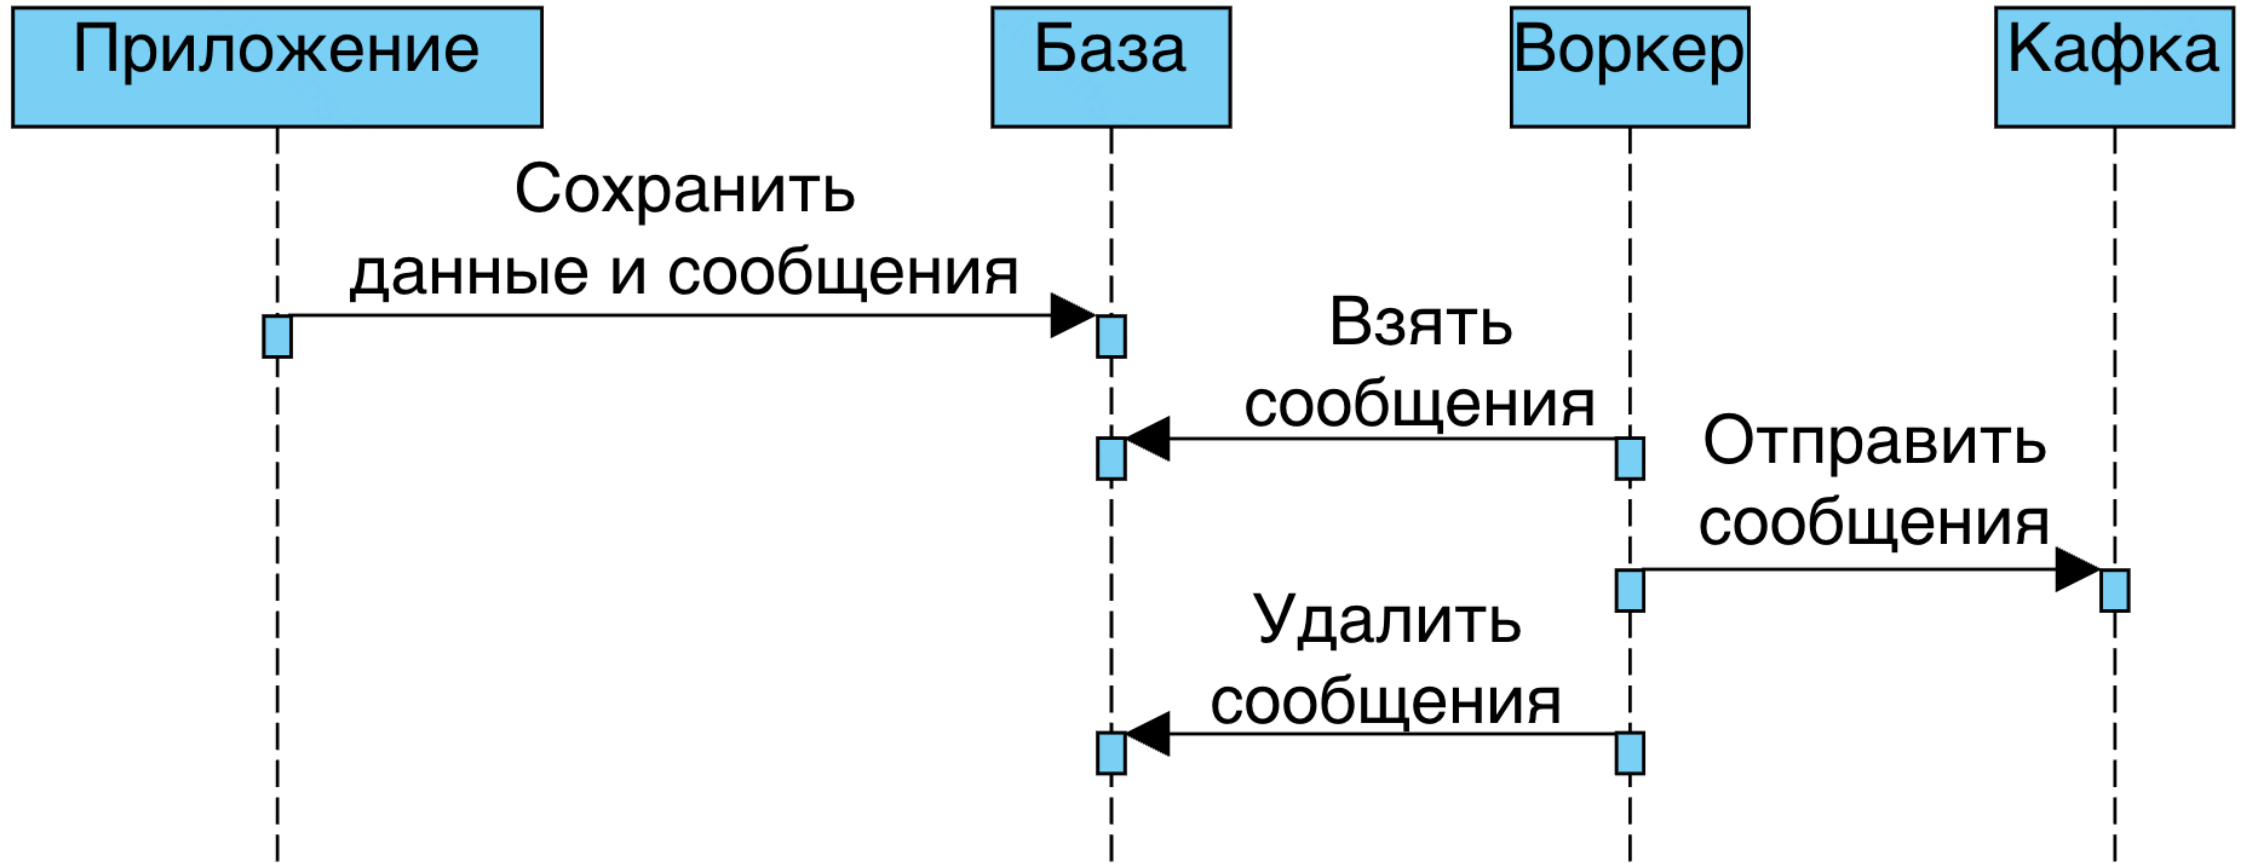 Приложение
База
Воркер
Кафка
Сохранить
данные и сообщения
Взять
сообщения
Отправить
сообщения
Удалить
сообщения